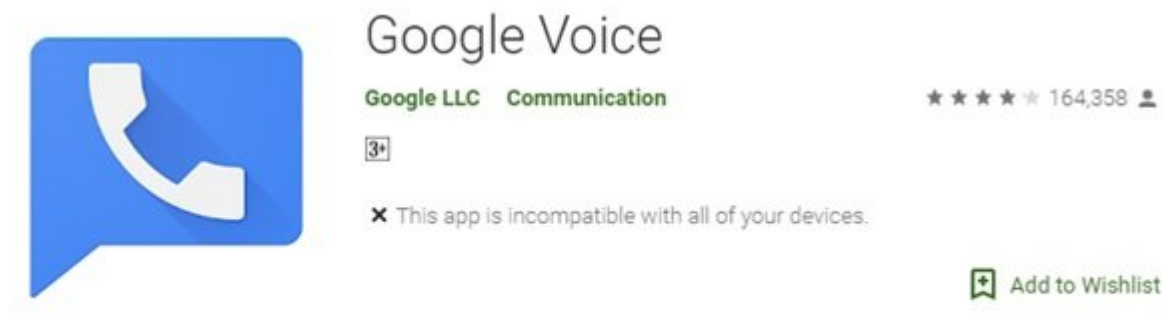 Google Voice
Google LLC Communication 164,358
3+
This app is incompatible with all of your devices.
Add to Wishlist